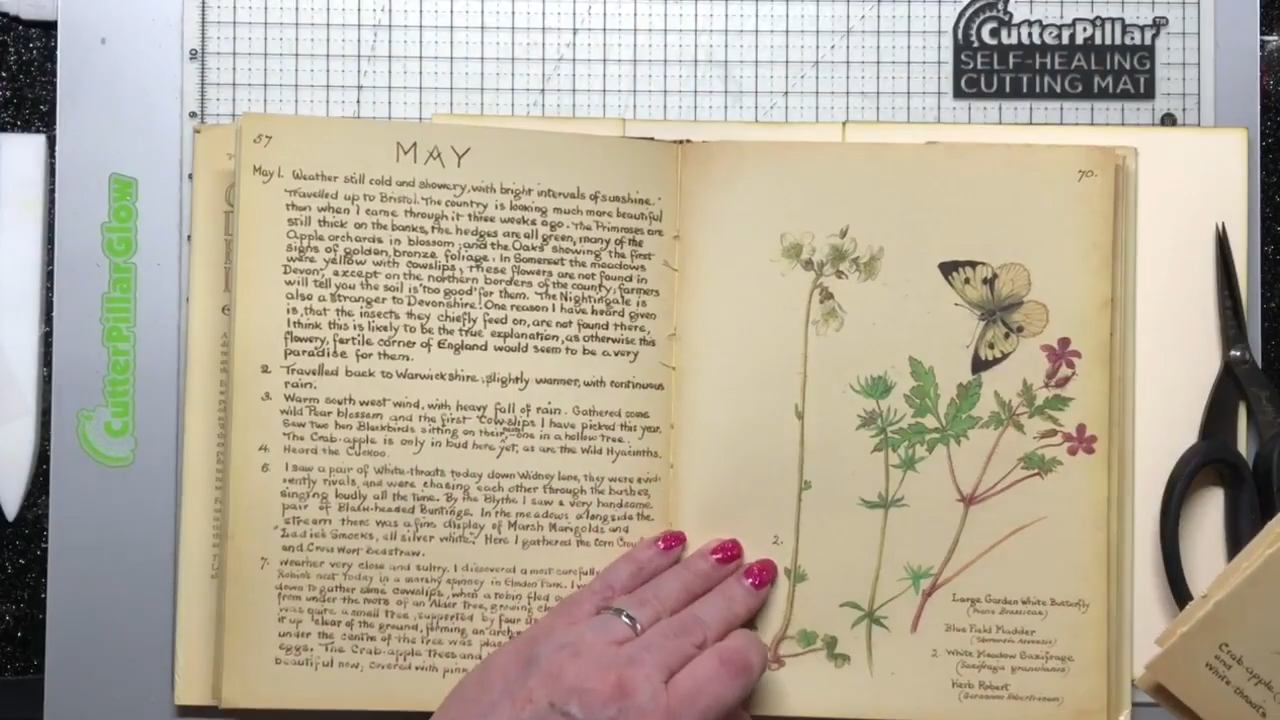 CutterPillar™
SELF-HEALING
CUTTING MAT
CutterPillarGlow
57
MAY
May 1. Weather still cold and showery, with bright intervals of sunshine.
Travelled up to Bristol. The country is looking much more beautiful
than when I came through it three weeks ago. The Primroses are
still thick on the banks, the hedges are all green, many of the
Apple orchards in blossom; and the Oaks showing the first
signs of golden, bronze foliage. In Somerset the meadows
were yellow with cowslips, These flowers are not found in
Devon, except on the northern borders of the county; farmers
will tell you the soil is 'too good' for them. The Nightingale is
also a stranger to Devonshire! One reason I have heard given
is, that the insects they chiefly feed on, are not found there,
I think this is likely to be the true explanation, as otherwise this
flowery, fertile corner of England would seem to be a very
paradise for them.
2 Travelled back to Warwickshire; slightly warmer, with continuous
rain.
3. Warm south west wind, with heavy fall of rain. Gathered some
wild Pear blossom and the first Cowslips I have picked this year.
Saw two hen Blackbirds sitting on their nests, one in a hollow tree.
The Crab-apple is only in bud here yet, as are the Wild Hyacinths.
4. Heard the Cuckoo.
6. I saw a pair of White-throats today down Widney lane, they were evid-
ently rivals, and were chasing each other through the bushes,
singing loudly all the time. By the Blythe I saw a very handsome
pair of Black-headed Buntings. In the meadows alongside the
stream there was a fine display of Marsh Marigolds and
"Ladies Smocks, all silver white". Here I gathered the Corn
and Cross Wort Bedstraw.
7. Weather very close and sultry. I discovered a most carefully
Robin's nest today in a marshy spinney in Elmdon Park. I
down to gather some cowslips, when a robin fled
from under the roots of an Alder tree, growing
was quite a small tree, supported by four
it up clear of the ground, forming an arch
under the centre of the tree was
eggs. The Crab-apple trees and
beautiful now, covered with pink
70.
2.
Large Garden White Butterfly
(Pieris Brassicae)
Blue Field Madder
(Sherardia Arvensis)
2. White Meadow Saxifrage
(Saxifraga granulata)
Herb Robert
(Geranium Robertianum)
Crab-apple
and
White-throats